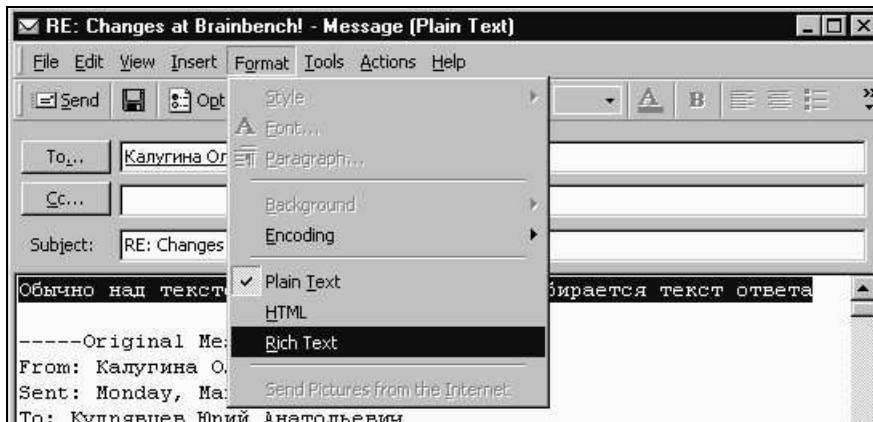 RE: Changes at Brainbench! - Message (Plain Text)
File Edit View Insert Format Tools Actions Help
Send Opt
Style
A B
Font...
To...
Калугина Ол
Paragraph...
Cc...
Background
Encoding
Subject:
RE: Changes
Plain Text
Обычно над текст бирается текст ответа
HTML
-----Original Me
Rich Text
From: Калугина О
Send Pictures from the Internet
Sent: Monday, Ma
To: Кудрявцев Юрий Анатольевич